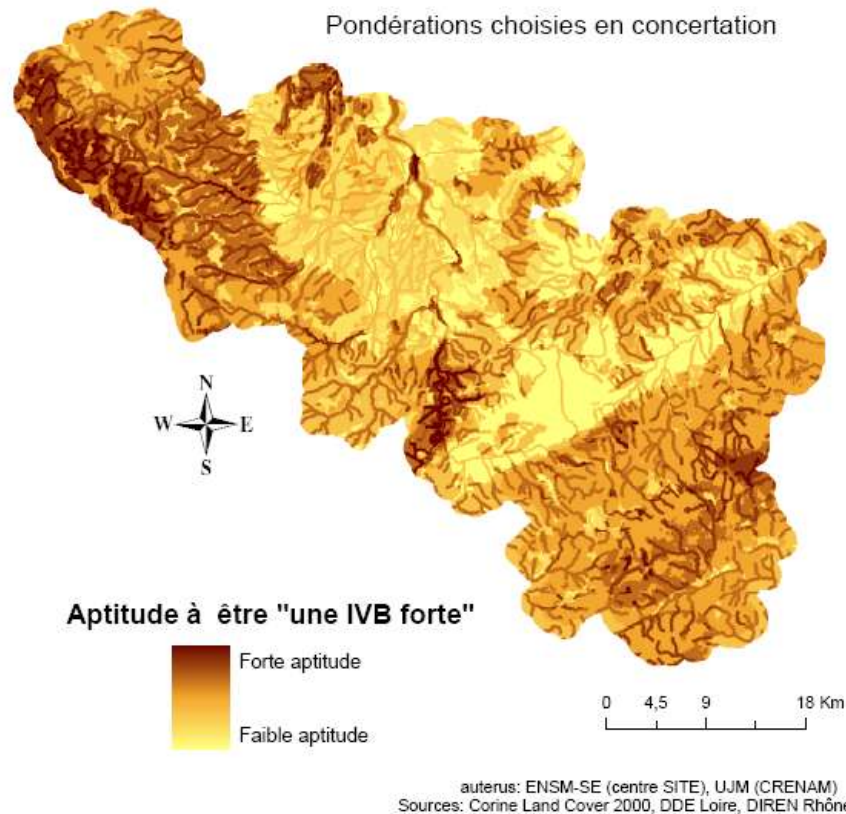 Pondérations choisies en concertation
N
W E
S
Aptitude à être "une IVB forte"
Forte aptitude
Faible aptitude
0 4,5 9 18 Km
auterus: ENSM-SE (centre SITE), UJM (CRENAM)
Sources: Corine Land Cover 2000, DDE Loire, DIREN Rhône